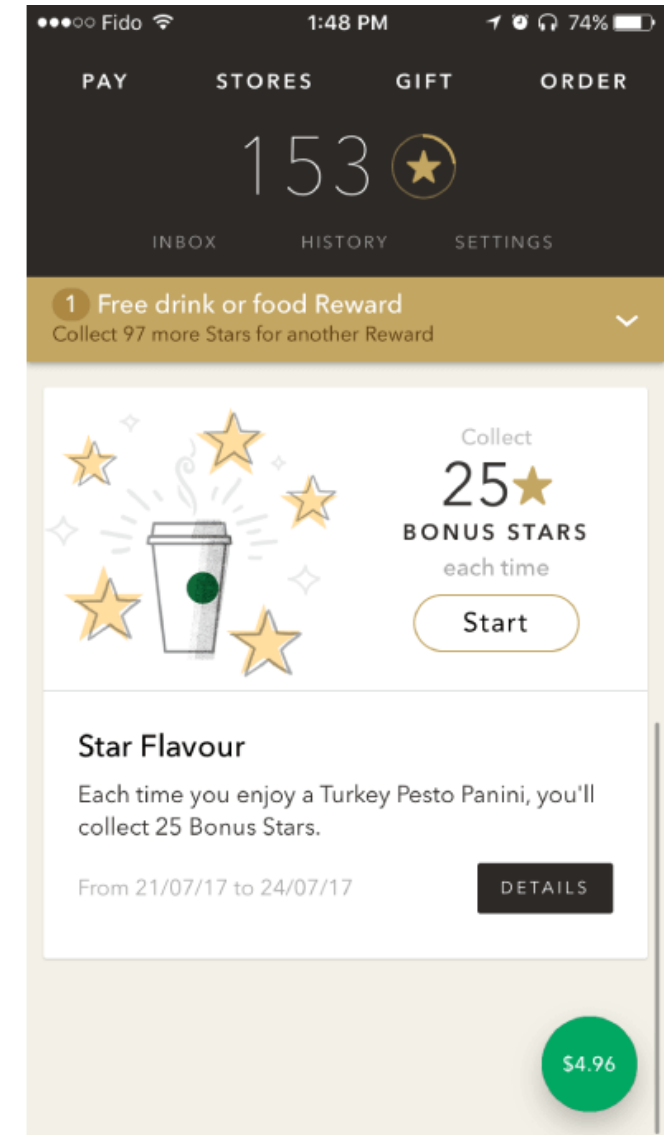 Fido 1:48 PM 74%
PAY STORES GIFT ORDER
153
INBOX HISTORY SETTINGS
1 Free drink or food Reward
Collect 97 more Stars for another Reward
Collect
25
BONUS STARS
each time
Start
Star Flavour
Each time you enjoy a Turkey Pesto Panini, you'll
collect 25 Bonus Stars.
From 21/07/17 to 24/07/17
DETAILS
$4.96